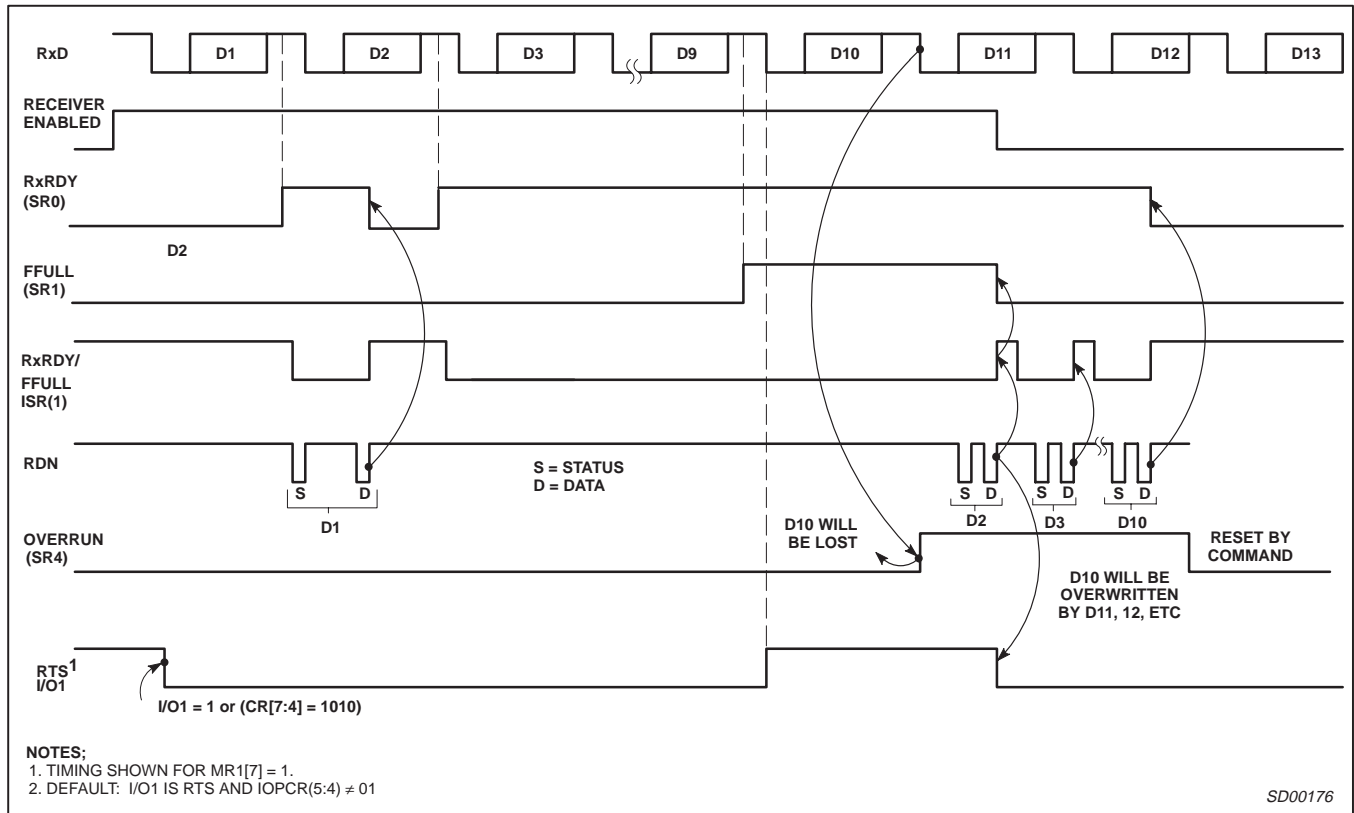 RxD
D1
D2
D3
D9
D10
D11
D12
D13
RECEIVER
ENABLED
RxRDY
(SR0)
D2
FFULL
(SR1)
RxRDY/
FFULL
ISR(1)
RDN
S = STATUS
D = DATA
S D
D1
S D
D2
S D
D3
S D
D10
OVERRUN
(SR4)
D10 WILL
BE LOST
RESET BY
COMMAND
D10 WILL BE
OVERWRITTEN
BY D11, 12, ETC
RTS1
I/O1
I/O1 = 1 or (CR[7:4] = 1010)
NOTES;
1. TIMING SHOWN FOR MR1[7] = 1.
2. DEFAULT: I/O1 IS RTS AND IOPCR(5:4) ≠ 01
SD00176